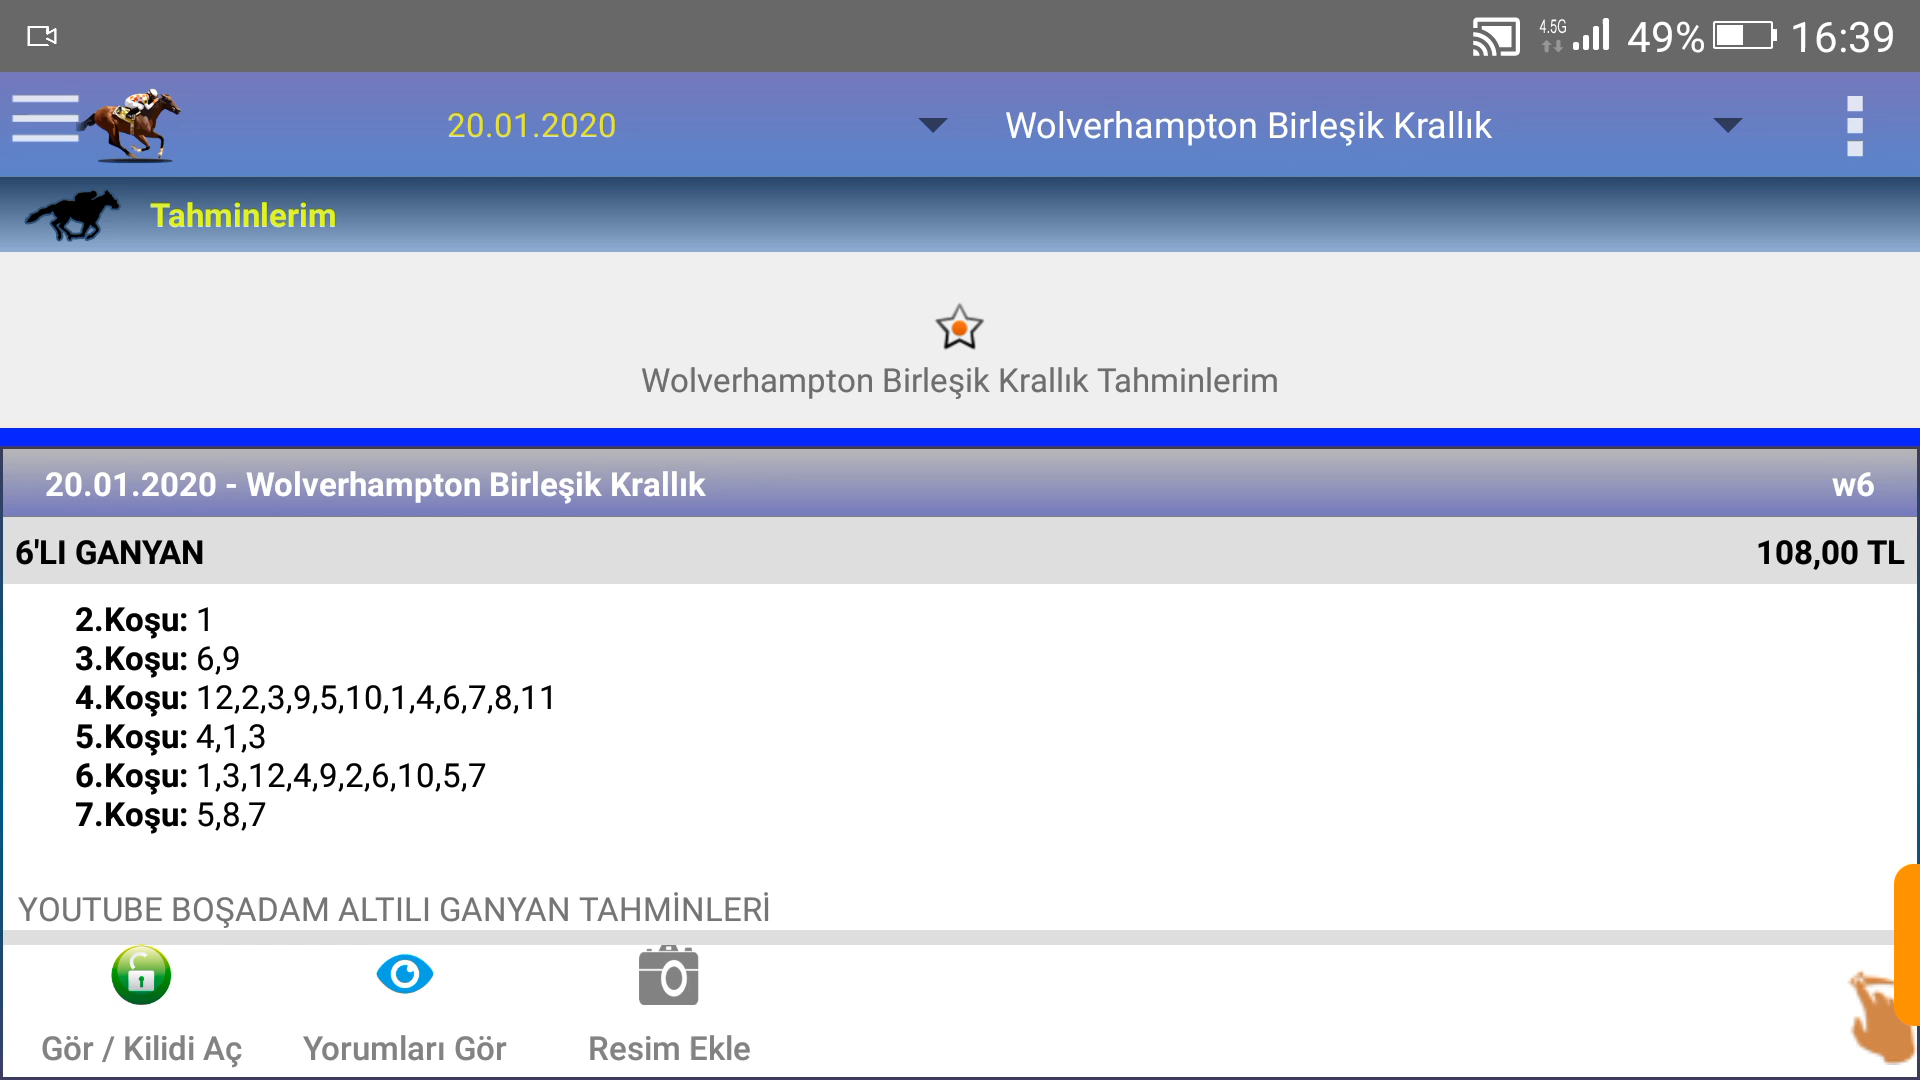 4.5G 49% 16:39
20.01.2020 Wolverhampton Birleşik Krallık
Tahminlerim
Wolverhampton Birleşik Krallık Tahminlerim
20.01.2020 - Wolverhampton Birleşik Krallık w6
6'LI GANYAN 108,00 TL
2.Koşu: 1
3.Koşu: 6,9
4.Koşu: 12,2,3,9,5,10,1,4,6,7,8,11
5.Koşu: 4,1,3
6.Koşu: 1,3,12,4,9,2,6,10,5,7
7.Koşu: 5,8,7
YOUTUBE BOŞADAM ALTILI GANYAN TAHMİNLERİ
Gör / Kilidi Aç Yorumları Gör Resim Ekle